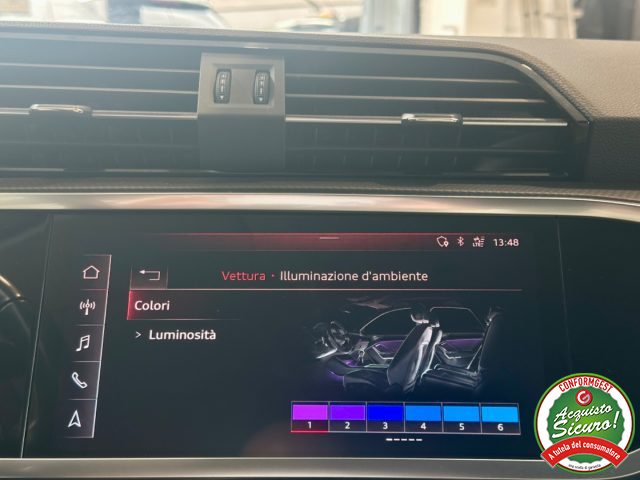 13:48
Vettura · Illuminazione d'ambiente
Colori
> Luminosità
1 2 3 4 5 6
CONFORMGEST
Acquisto
Sicuro!
A tutela del consumatore